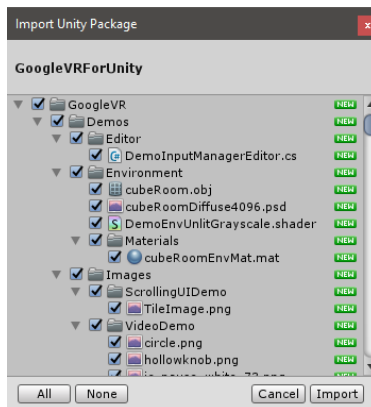 Import Unity Package
x
GoogleVRForUnity
GoogleVR NEW
Demos NEW
Editor NEW
DemoInputManagerEditor.cs NEW
Environment NEW
cubeRoom.obj NEW
cubeRoomDiffuse4096.psd NEW
DemoEnvUnlitGrayscale.shader NEW
Materials NEW
cubeRoomEnvMat.mat NEW
Images NEW
ScrollingUIDemo NEW
TileImage.png NEW
VideoDemo NEW
circle.png NEW
hollowknob.png NEW
All None Cancel Import